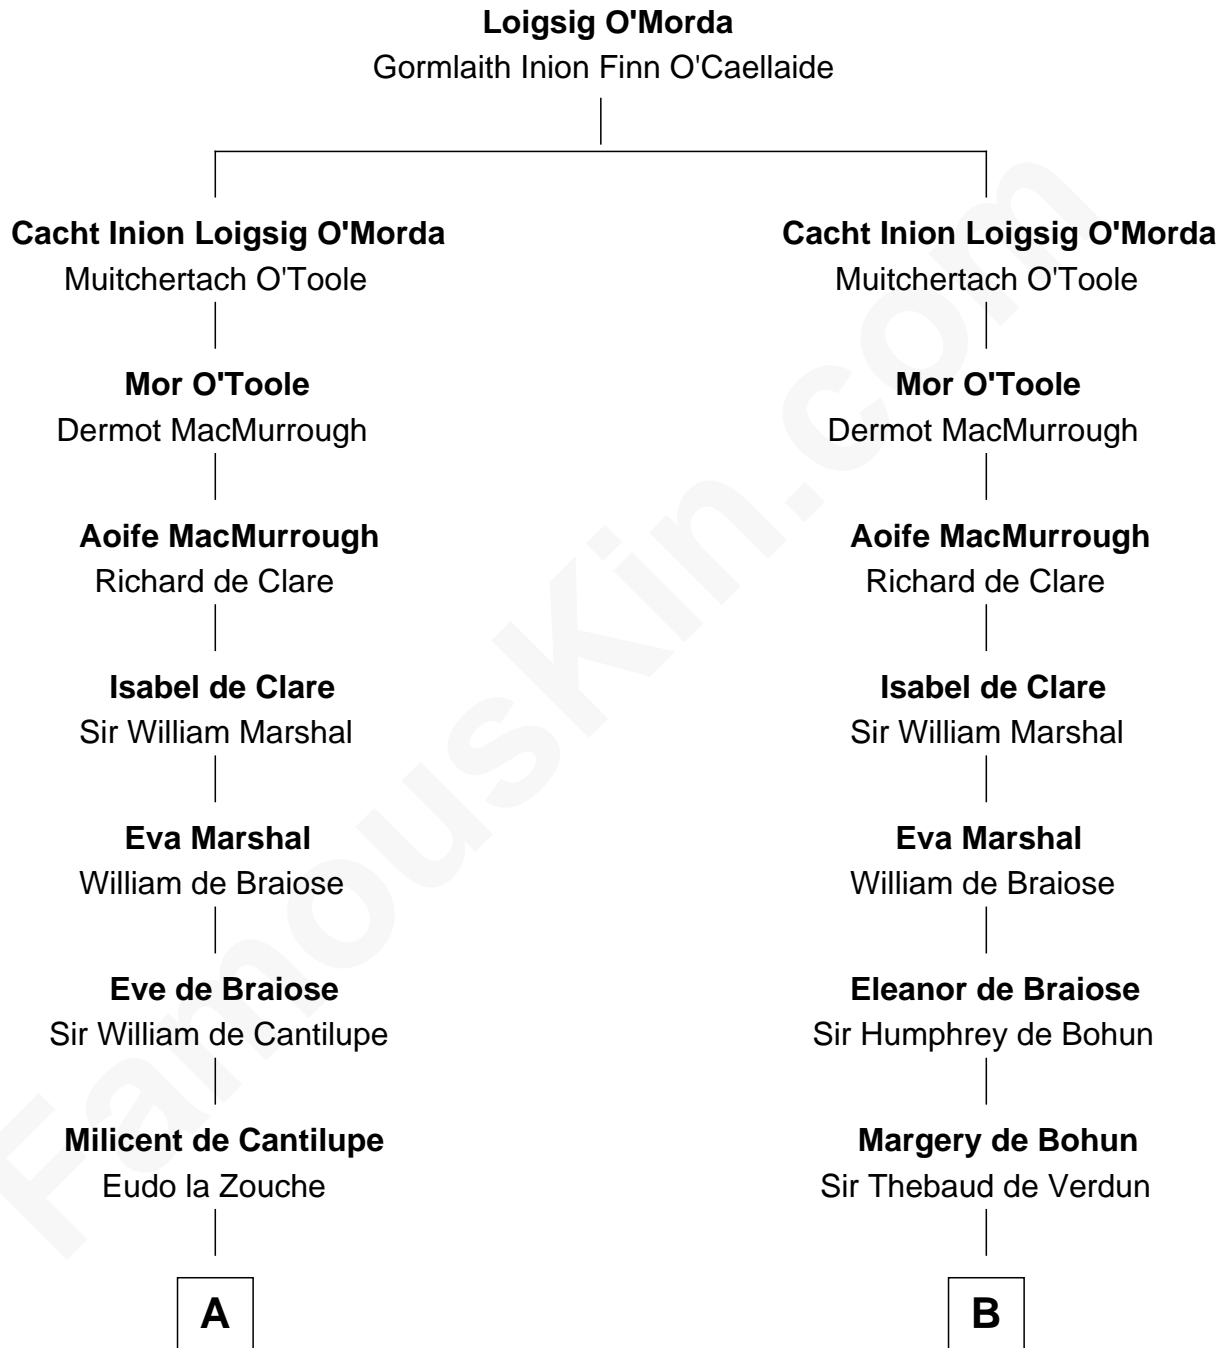 Loigsig O'Morda
Gormlaith Inion Finn O'Caellaide
Cacht Inion Loigsig O'Morda
Muitchertach O'Toole
Mor O'Toole
Dermot MacMurrough
Aoife MacMurrough
Richard de Clare
Isabel de Clare
Sir William Marshal
Eva Marshal
William de Braiose
Eve de Braiose
Sir William de Cantilupe
Milicent de Cantilupe
Eudo la Zouche
A
Cacht Inion Loigsig O'Morda
Muitchertach O'Toole
Mor O'Toole
Dermot MacMurrough
Aoife MacMurrough
Richard de Clare
Isabel de Clare
Sir William Marshal
Eva Marshal
William de Braiose
Eleanor de Braiose
Sir Humphrey de Bohun
Margery de Bohun
Sir Thebaud de Verdun
B
FamousKin.com